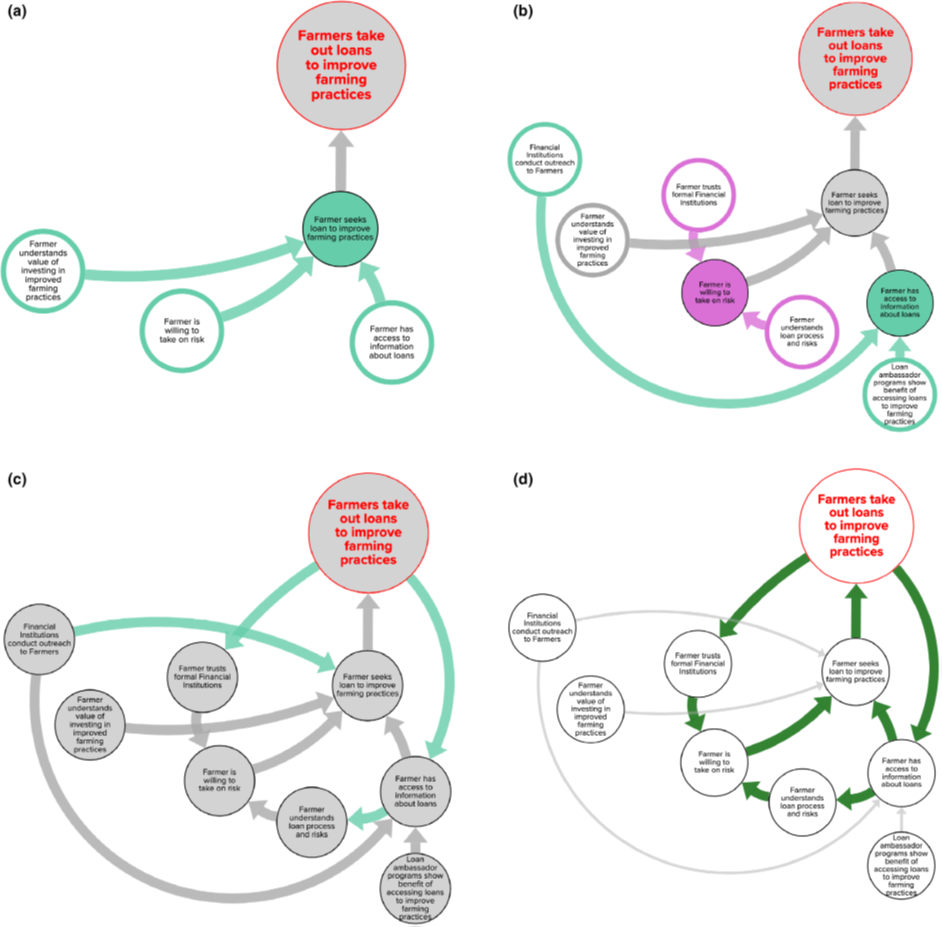 (a)
Farmers take
out loans
to improve
farming
practices
Farmer seeks
loan to improve
farming practices
Farmer
understands
value of
investing in
improved
farming
practices
Farmer is
willing to
take on risk
Farmer has
access to
information
about loans
(b)
Farmers take
out loans
to improve
farming
practices
Financial
Institutions
conduct outreach
to Farmers
Farmer trusts
formal Financial
Institutions
Farmer seeks
loan to improve
farming practices
Farmer
understands
value of
investing in
improved
farming
practices
Farmer is
willing to
take on risk
Farmer has
access to
information
about loans
Farmer
understands
loan process
and risks
Loan
ambassador
programs show
benefit of
accessing loans
to improve
farming
practices
(c)
Farmers take
out loans
to improve
farming
practices
Financial
Institutions
conduct outreach
to Farmers
Farmer trusts
formal Financial
Institutions
Farmer seeks
loan to improve
farming practices
Farmer
understands
value of
investing in
improved
farming
practices
Farmer is
willing to
take on risk
Farmer has
access to
information
about loans
Farmer
understands
loan process
and risks
Loan
ambassador
programs show
benefit of
accessing loans
to improve
farming
practices
(d)
Farmers take
out loans
to improve
farming
practices
Financial
Institutions
conduct outreach
to Farmers
Farmer trusts
formal Financial
Institutions
Farmer seeks
loan to improve
farming practices
Farmer
understands
value of
investing in
improved
farming
practices
Farmer is
willing to
take on risk
Farmer has
access to
information
about loans
Farmer
understands
loan process
and risks
Loan
ambassador
programs show
benefit of
accessing loans
to improve
farming
practices